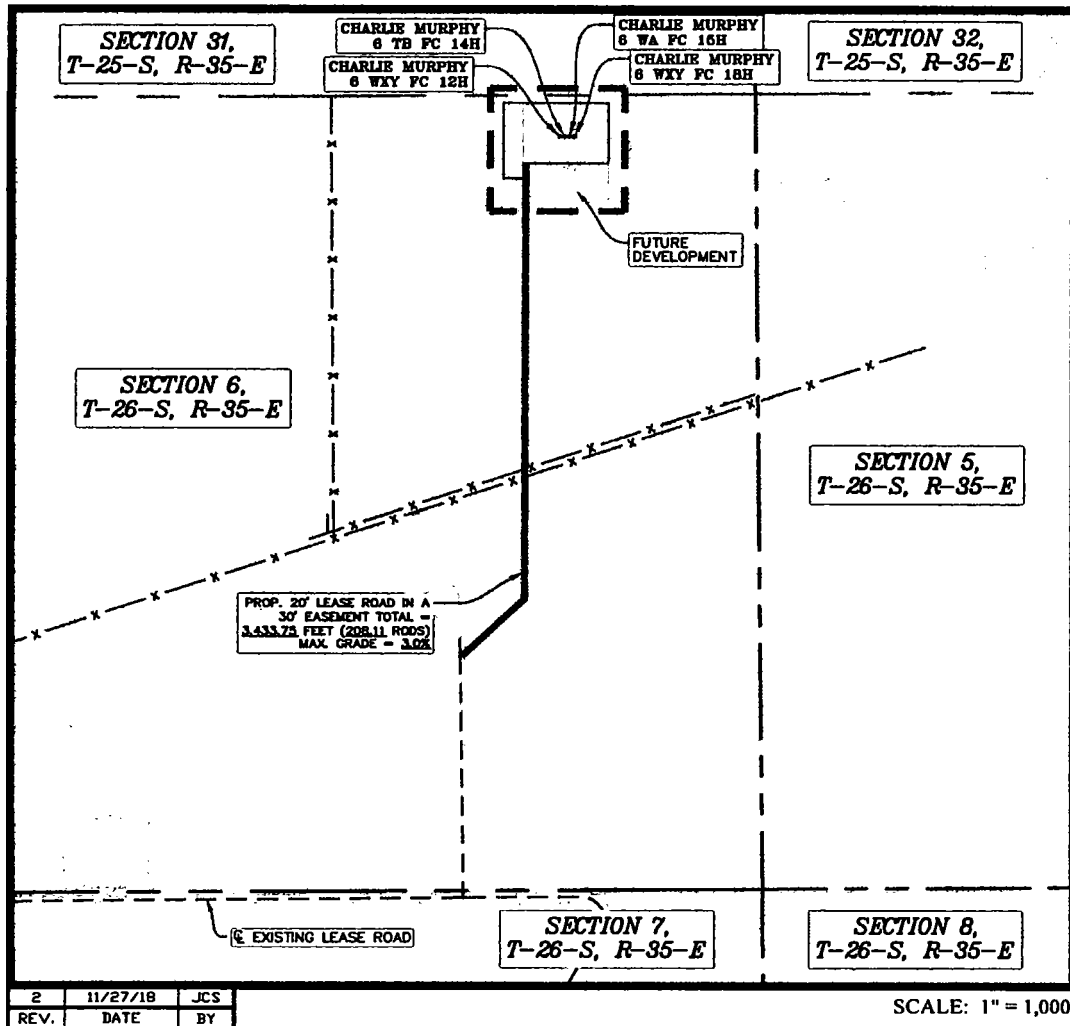 SECTION 31,
T-25-S, R-35-E
CHARLIE MURPHY
6 TB FC 14H
CHARLIE MURPHY
6 WXY FC 12H
CHARLIE MURPHY
6 WA FC 16H
CHARLIE MURPHY
6 WXY FC 18H
SECTION 32,
T-25-S, R-35-E
FUTURE
DEVELOPMENT
SECTION 6,
T-26-S, R-35-E
SECTION 5,
T-26-S, R-35-E
PROP. 20' LEASE ROAD IN A
30' EASEMENT TOTAL =
3,433.75 FEET (208.11 RODS)
MAX. GRADE = 3.0%
℄ EXISTING LEASE ROAD
SECTION 7,
T-26-S, R-35-E
SECTION 8,
T-26-S, R-35-E
2 11/27/18 JCS
REV. DATE BY
SCALE: 1" = 1,000